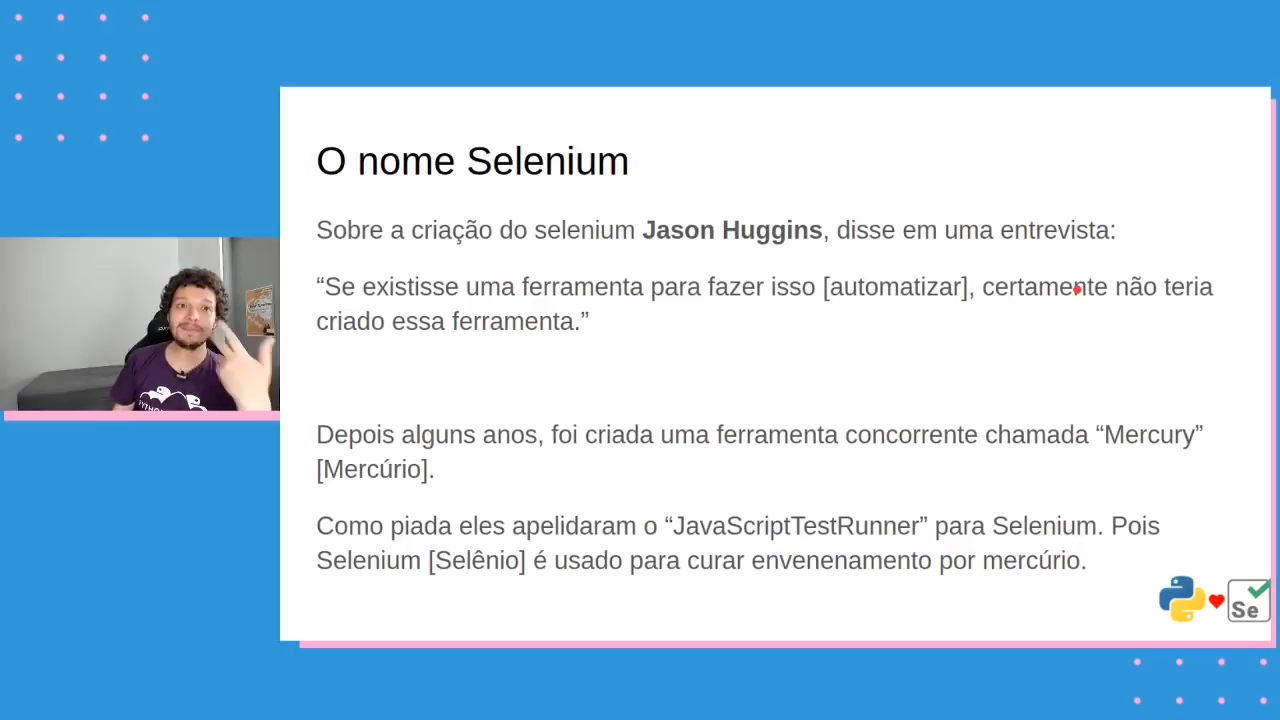 O nome Selenium
Sobre a criação do selenium Jason Huggins, disse em uma entrevista:
“Se existisse uma ferramenta para fazer isso [automatizar], certamente não teria
criado essa ferramenta.”
Depois alguns anos, foi criada uma ferramenta concorrente chamada “Mercury”
[Mercúrio].
Como piada eles apelidaram o “JavaScriptTestRunner” para Selenium. Pois
Selenium [Selênio] é usado para curar envenenamento por mercúrio.
Se